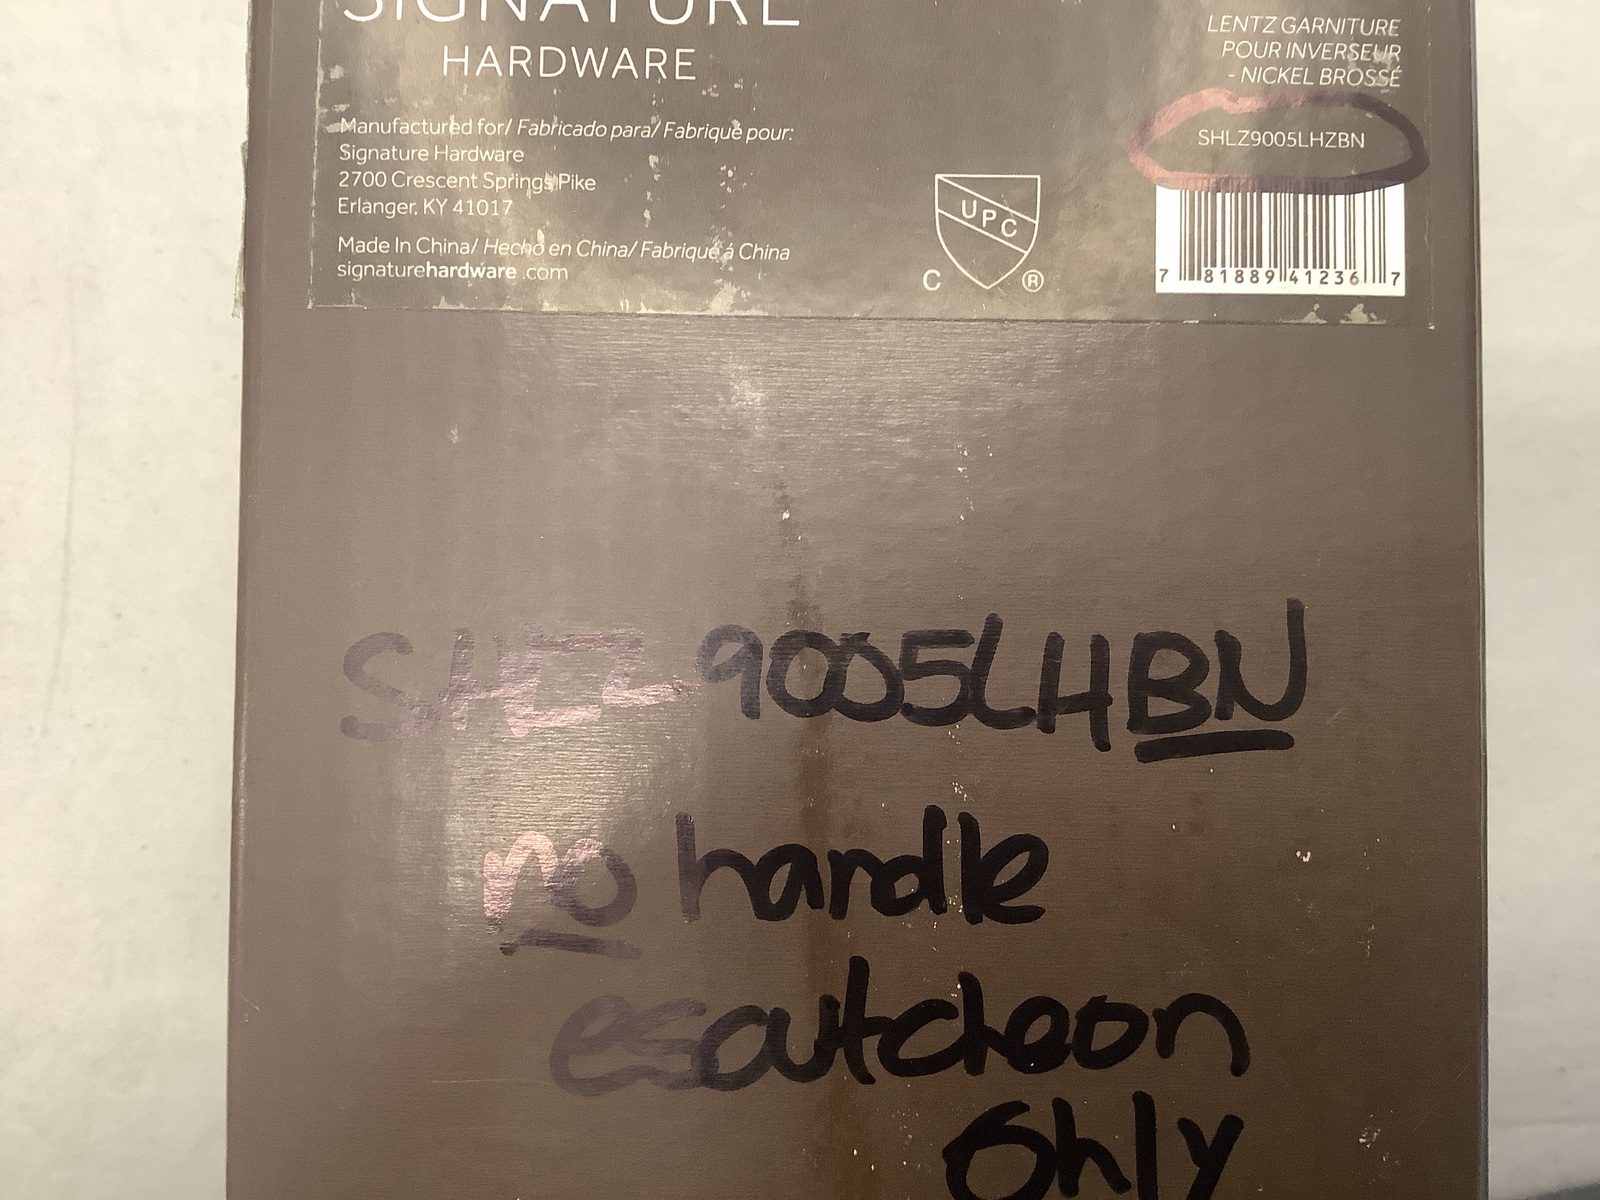 SIGNATURE
HARDWARE
Manufactured for/ Fabricado para/ Fabriqué pour:
Signature Hardware
2700 Crescent Springs Pike
Erlanger, KY 41017
Made In China/ Hecho en China/ Fabriqué á China
signaturehardware .com
UPC
C ®
LENTZ GARNITURE
POUR INVERSEUR
- NICKEL BROSSÉ
SHLZ9005LHZBN
7 81889 41236 7
SHLZ9005LHBN
no handle
escutcheon
only